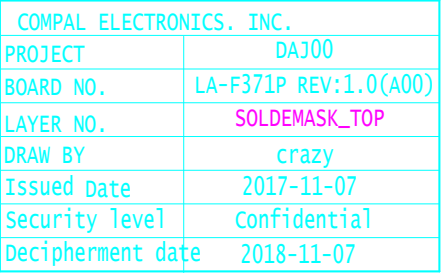 COMPAL ELECTRONICS. INC.
PROJECT DAJ00
BOARD NO. LA-F371P REV:1.0(A00)
LAYER NO. SOLDEMASK_TOP
DRAW BY crazy
Issued Date 2017-11-07
Security level Confidential
Decipherment date 2018-11-07